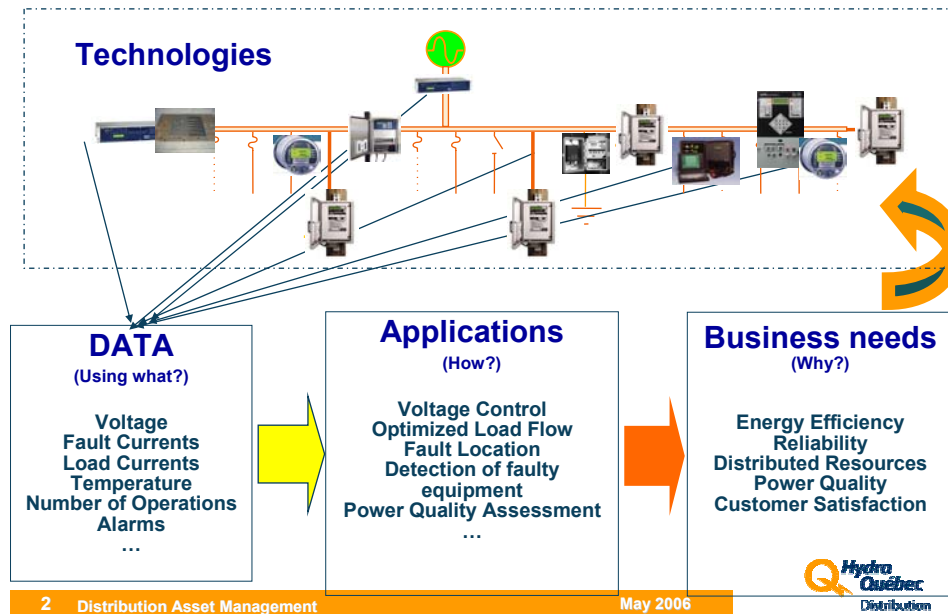 Technologies
DATA
(Using what?)
Voltage
Fault Currents
Load Currents
Temperature
Number of Operations
Alarms
...
Applications
(How?)
Voltage Control
Optimized Load Flow
Fault Location
Detection of faulty
equipment
Power Quality Assessment
...
Business needs
(Why?)
Energy Efficiency
Reliability
Distributed Resources
Power Quality
Customer Satisfaction
2 Distribution Asset Management May 2006
Hydro
Québec
Distribution